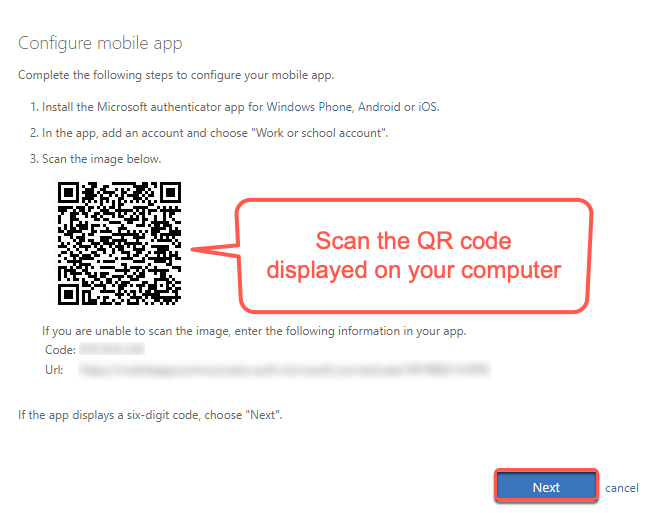 Configure mobile app
Complete the following steps to configure your mobile app.
1. Install the Microsoft authenticator app for Windows Phone, Android or iOS.
2. In the app, add an account and choose "Work or school account".
3. Scan the image below.
Scan the QR code
displayed on your computer
If you are unable to scan the image, enter the following information in your app.
Code:
Url:
If the app displays a six-digit code, choose "Next".
Next cancel